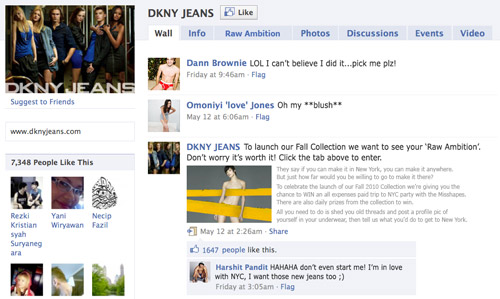 DKNY JEANS Like
Wall Info Raw Ambition Photos Discussions Events Video
DKNY JEANS
Suggest to Friends
www.dknyjeans.com
7,348 People Like This
Rezki Kristian syah Suryaneg ara
Yani Wiryawan
Necip Fazil
Dann Brownie LOL I can't believe I did it...pick me plz!
Friday at 9:46am · Flag
Omoniyi 'love' Jones Oh my **blush**
May 12 at 6:06am · Flag
DKNY JEANS To launch our Fall Collection we want to see your 'Raw Ambition'.
Don't worry it's worth it! Click the tab above to enter.
They say if you can make it in New York, you can make it anywhere.
But just how far would you be willing to go to make it there?
To celebrate the launch of our Fall 2010 Collection we're giving you the
chance to WIN an all expenses paid trip to NYC party with the Misshapes.
There are also daily prizes from the collection to win.
All you need to do is shed you old threads and post a profile pic of
yourself in your underwear, then tell us what you'd do to get to New York.
May 12 at 2:26am · Share
1647 people like this.
Harshit Pandit HAHAHA don't even start me! I'm in love
with NYC, I want those new jeans too ;)
Friday at 3:05am · Flag